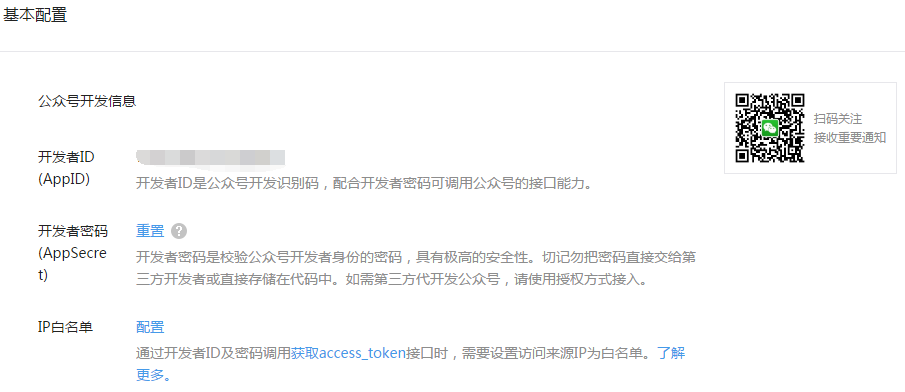 基本配置
公众号开发信息
扫码关注
接收重要通知
开发者ID
(AppID)
开发者ID是公众号开发识别码，配合开发者密码可调用公众号的接口能力。
开发者密码
(AppSecre
t)
重置 ?
开发者密码是校验公众号开发者身份的密码，具有极高的安全性。切记勿把密码直接交给第
三方开发者或直接存储在代码中。如需第三方代开发公众号，请使用授权方式接入。
IP白名单
配置
通过开发者ID及密码调用获取access_token接口时，需要设置访问来源IP为白名单。了解
更多。